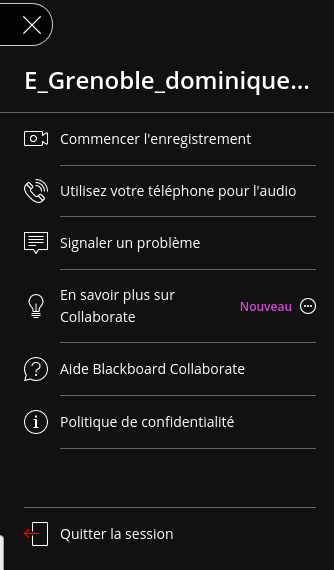 E_Grenoble_dominique...
Commencer l'enregistrement
Utilisez votre téléphone pour l'audio
Signaler un problème
En savoir plus sur
Collaborate
Nouveau
Aide Blackboard Collaborate
Politique de confidentialité
Quitter la session